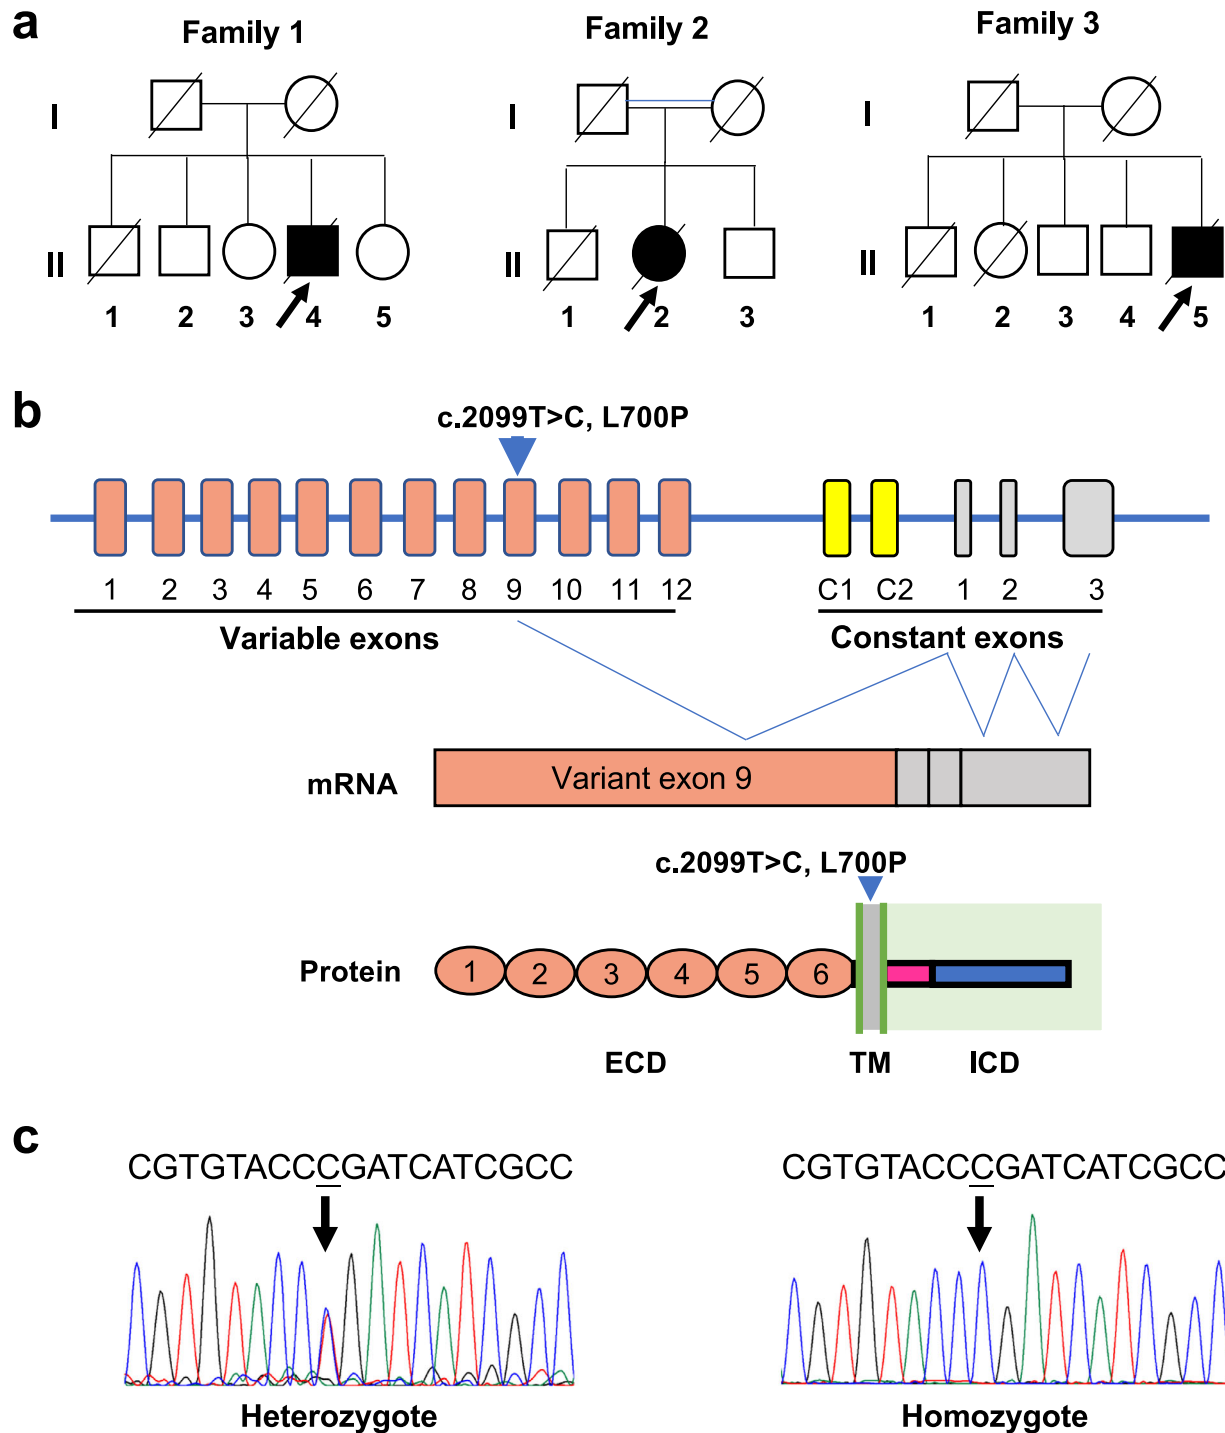 a
Family 1
Family 2
Family 3
I
I
I
II
1 2 3 4 5
II
1 2 3
II
1 2 3 4 5
b
c.2099T>C, L700P
1 2 3 4 5 6 7 8 9 10 11 12
C1 C2 1 2 3
Variable exons
Constant exons
mRNA
Variant exon 9
c.2099T>C, L700P
Protein
1 2 3 4 5 6
ECD
TM
ICD
c
CGTGTACCCGATCATCGCC
CGTGTACCCGATCATCGCC
Heterozygote
Homozygote